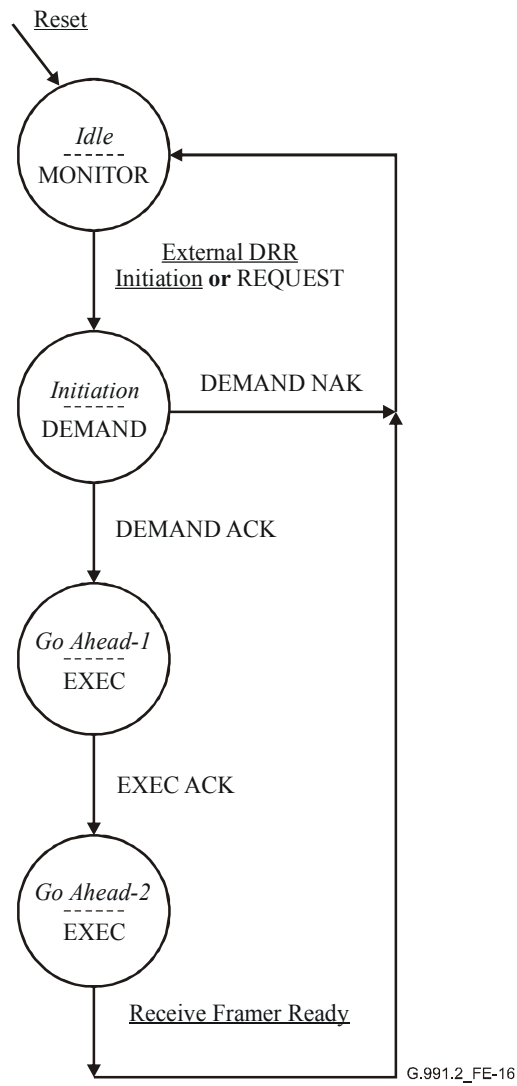 Reset
Idle
MONITOR
External DRR
Initiation or REQUEST
Initiation
DEMAND
DEMAND NAK
DEMAND ACK
Go Ahead-1
EXEC
EXEC ACK
Go Ahead-2
EXEC
Receive Framer Ready
G.991.2_FE-16